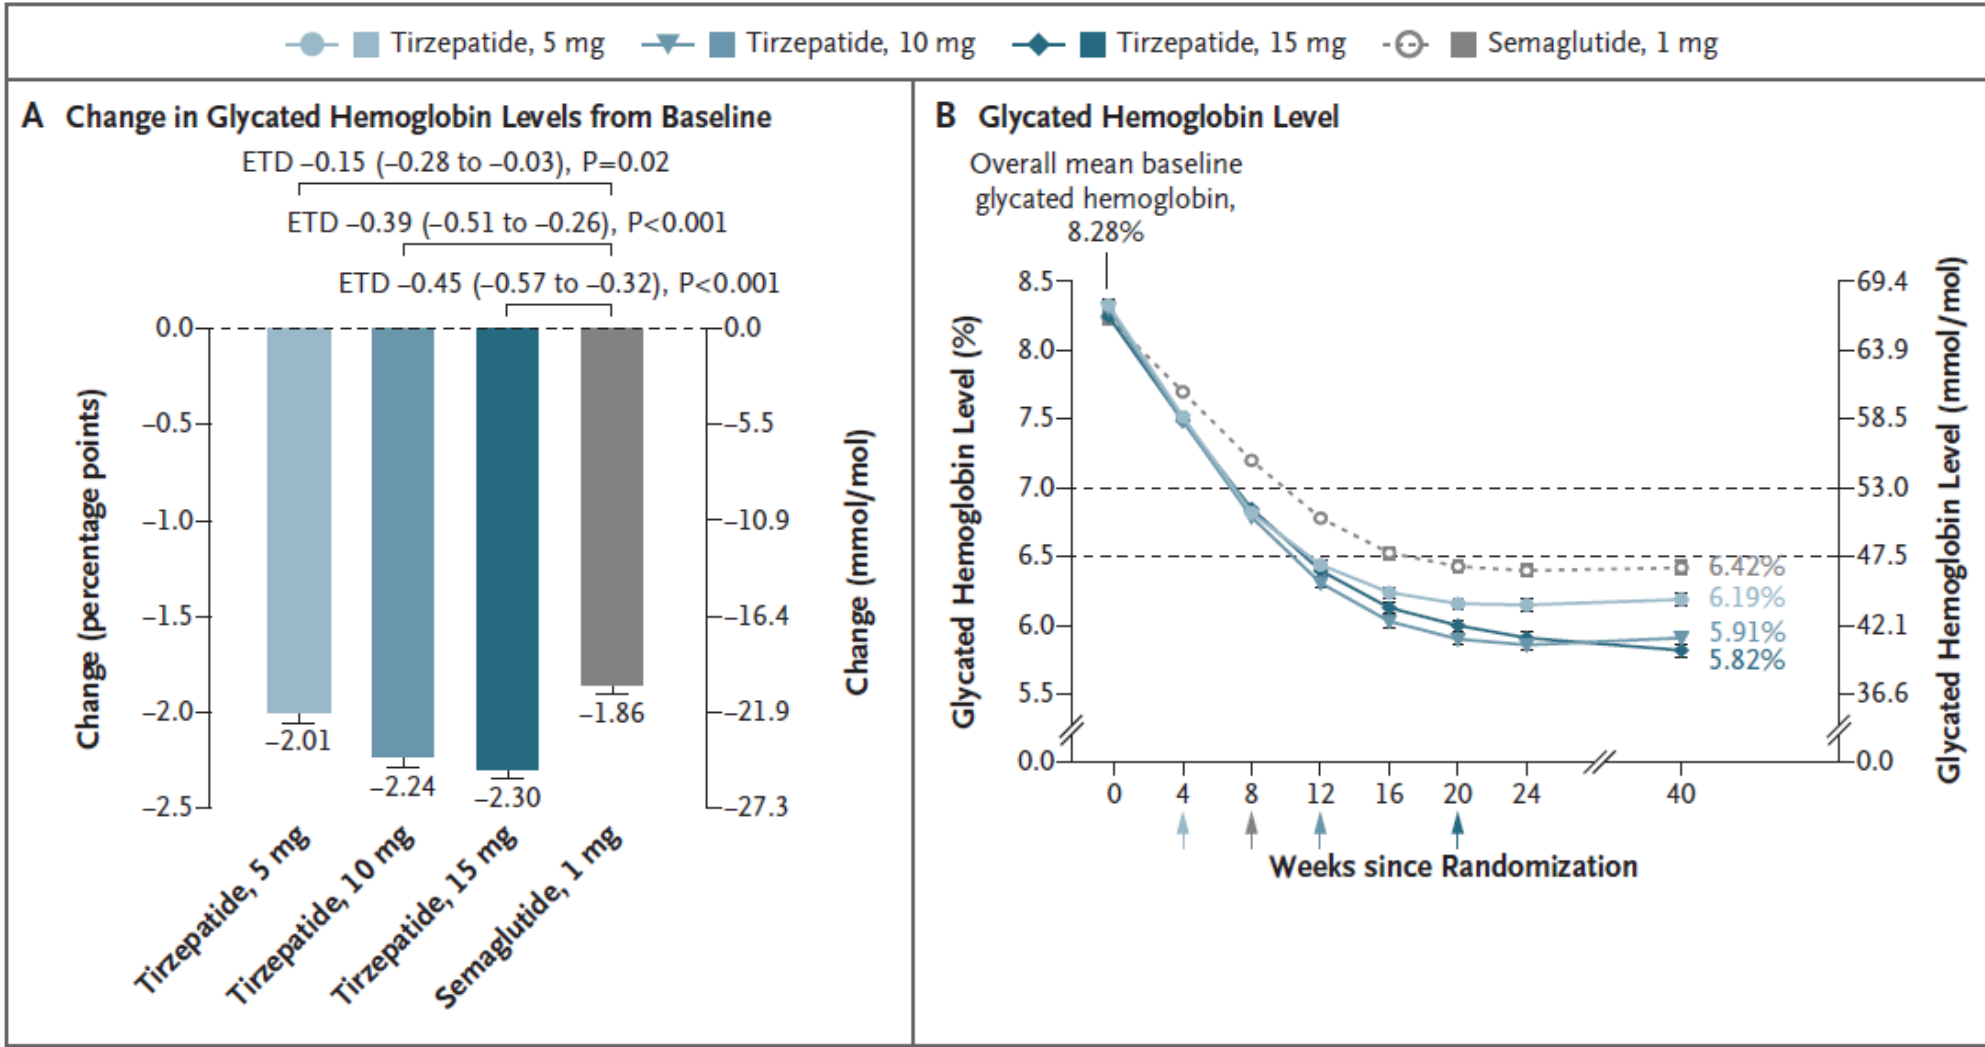 Tirzepatide, 5 mg Tirzepatide, 10 mg Tirzepatide, 15 mg Semaglutide, 1 mg
A Change in Glycated Hemoglobin Levels from Baseline
ETD –0.15 (–0.28 to –0.03), P=0.02
ETD –0.39 (–0.51 to –0.26), P<0.001
ETD –0.45 (–0.57 to –0.32), P<0.001
Change (percentage points)
0.0
–0.5
–1.0
–1.5
–2.0
–2.5
–2.01
–2.24
–2.30
–1.86
0.0
–5.5
–10.9
–16.4
–21.9
–27.3
Change (mmol/mol)
Tirzepatide, 5 mg
Tirzepatide, 10 mg
Tirzepatide, 15 mg
Semaglutide, 1 mg
B Glycated Hemoglobin Level
Overall mean baseline
glycated hemoglobin,
8.28%
Glycated Hemoglobin Level (%)
8.5
8.0
7.5
7.0
6.5
6.0
5.5
0.0
6.42%
6.19%
5.91%
5.82%
69.4
63.9
58.5
53.0
47.5
42.1
36.6
0.0
Glycated Hemoglobin Level (mmol/mol)
0 4 8 12 16 20 24 40
Weeks since Randomization